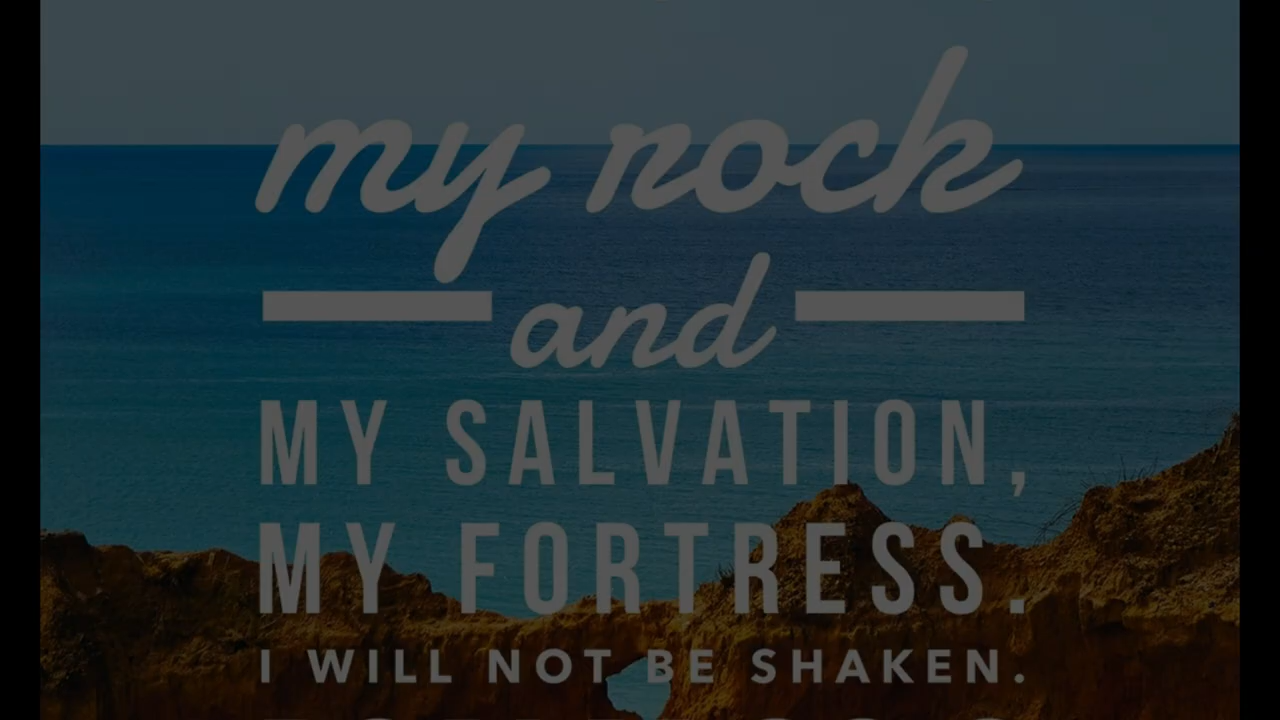 my rock
and
MY SALVATION,
MY FORTRESS.
I WILL NOT BE SHAKEN.